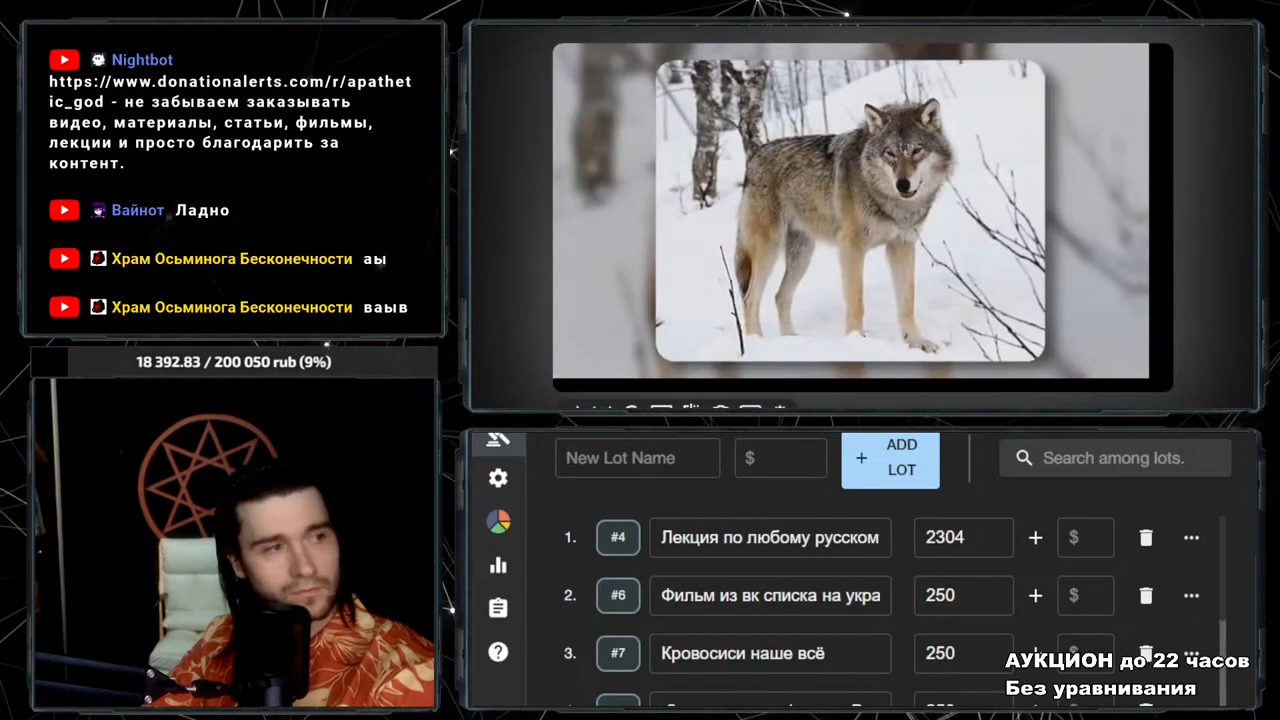 Nightbot
https://www.donationalerts.com/r/apathet
ic_god - не забываем заказывать
видео, материалы, статьи, фильмы,
лекции и просто благодарить за
контент.
Вайнот Ладно
Храм Осьминога Бесконечности аы
Храм Осьминога Бесконечности ваыв
18 392.83 / 200 050 rub (9%)
New Lot Name $ + ADD LOT Search among lots.
1. #4 Лекция по любому русском 2304 + $
2. #6 Фильм из вк списка на укра 250 + $
3. #7 Кровосиси наше всё 250
АУКЦИОН до 22 часов
Без уравнивания